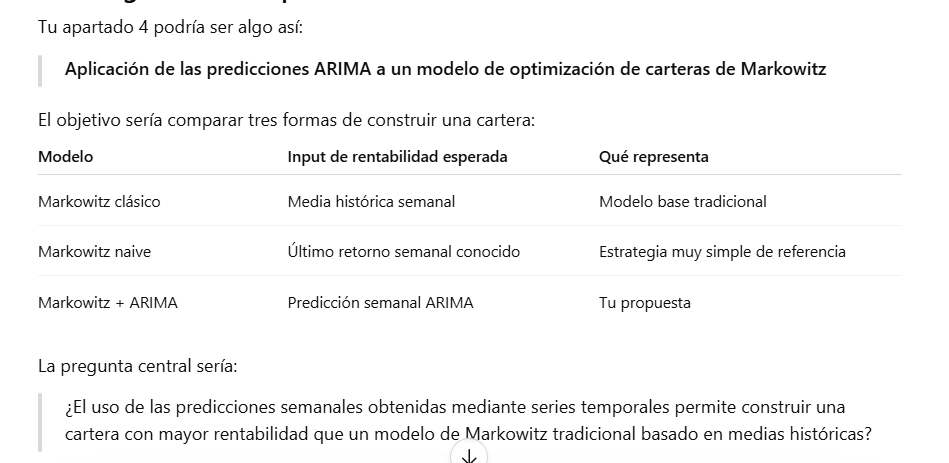 Tu apartado 4 podría ser algo así:
Aplicación de las predicciones ARIMA a un modelo de optimización de carteras de Markowitz
El objetivo sería comparar tres formas de construir una cartera:
Modelo Input de rentabilidad esperada Qué representa
Markowitz clásico Media histórica semanal Modelo base tradicional
Markowitz naive Último retorno semanal conocido Estrategia muy simple de referencia
Markowitz + ARIMA Predicción semanal ARIMA Tu propuesta
La pregunta central sería:
¿El uso de las predicciones semanales obtenidas mediante series temporales permite construir una
cartera con mayor rentabilidad que un modelo de Markowitz tradicional basado en medias históricas?